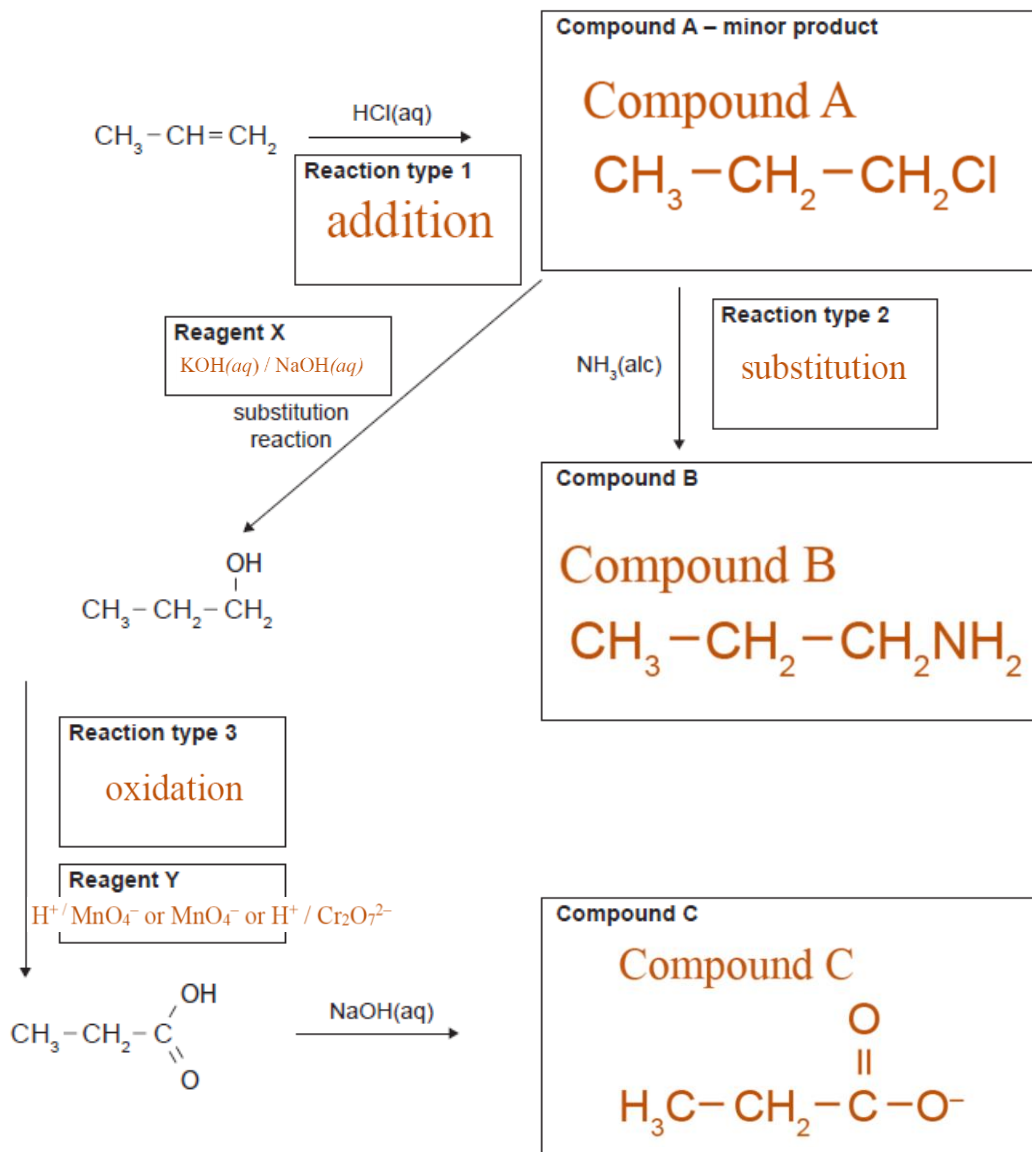 Compound A – minor product
Compound A
CH₃ – CH₂ – CH₂Cl
CH₃ – CH = CH₂
HCl(aq)
Reaction type 1
addition
Reagent X
KOH(aq) / NaOH(aq)
substitution
reaction
NH₃(alc)
Reaction type 2
substitution
Compound B
Compound B
CH₃ – CH₂ – CH₂NH₂
OH
CH₃ – CH₂ – CH₂
Reaction type 3
oxidation
Reagent Y
H⁺ / MnO₄⁻ or MnO₄⁻ or H⁺ / Cr₂O₇²⁻
OH
CH₃ – CH₂ – C
O
NaOH(aq)
Compound C
Compound C
O
H₃C – CH₂ – C – O⁻